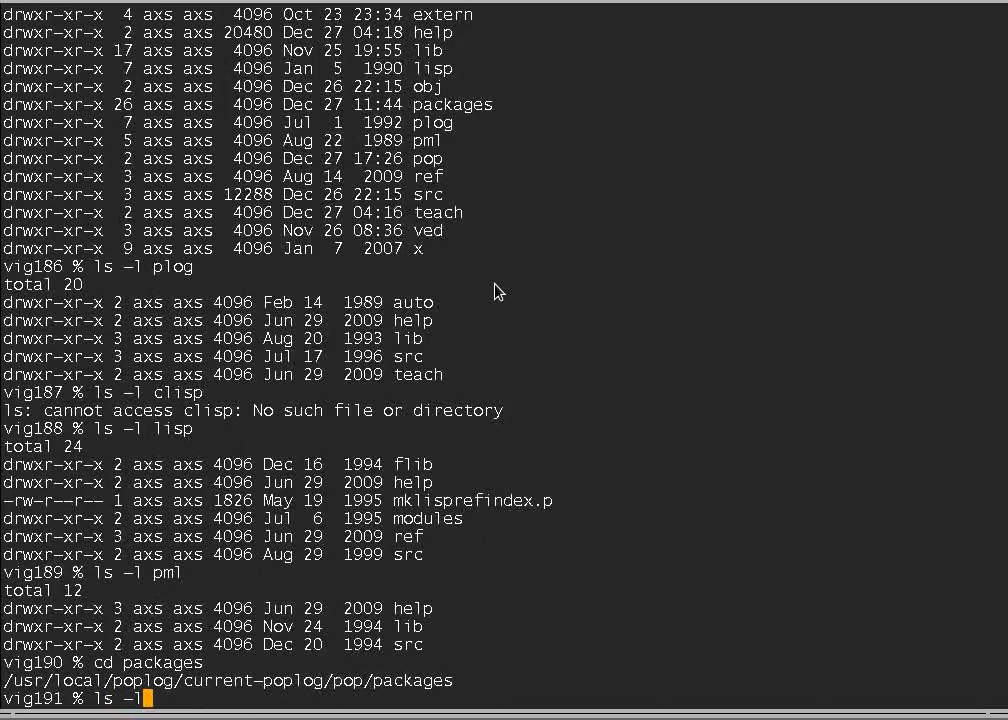 drwxr-xr-x  4 axs axs  4096 Oct 23 23:34 extern
drwxr-xr-x  2 axs axs 20480 Dec 27 04:18 help
drwxr-xr-x 17 axs axs  4096 Nov 25 19:55 lib
drwxr-xr-x  7 axs axs  4096 Jan  5  1990 lisp
drwxr-xr-x  2 axs axs  4096 Dec 26 22:15 obj
drwxr-xr-x 26 axs axs  4096 Dec 27 11:44 packages
drwxr-xr-x  7 axs axs  4096 Jul  1  1992 plog
drwxr-xr-x  5 axs axs  4096 Aug 22  1989 pml
drwxr-xr-x  2 axs axs  4096 Dec 27 17:26 pop
drwxr-xr-x  3 axs axs  4096 Aug 14  2009 ref
drwxr-xr-x  3 axs axs 12288 Dec 26 22:15 src
drwxr-xr-x  2 axs axs  4096 Dec 27 04:16 teach
drwxr-xr-x  3 axs axs  4096 Nov 26 08:36 ved
drwxr-xr-x  9 axs axs  4096 Jan  7  2007 x
vig186 % ls -l plog
total 20
drwxr-xr-x 2 axs axs 4096 Feb 14  1989 auto
drwxr-xr-x 2 axs axs 4096 Jun 29  2009 help
drwxr-xr-x 3 axs axs 4096 Aug 20  1993 lib
drwxr-xr-x 3 axs axs 4096 Jul 17  1996 src
drwxr-xr-x 2 axs axs 4096 Jun 29  2009 teach
vig187 % ls -l clisp
ls: cannot access clisp: No such file or directory
vig188 % ls -l lisp
total 24
drwxr-xr-x 2 axs axs 4096 Dec 16  1994 flib
drwxr-xr-x 2 axs axs 4096 Jun 29  2009 help
-rw-r--r-- 1 axs axs 1826 May 19  1995 mklisprefindex.p
drwxr-xr-x 2 axs axs 4096 Jul  6  1995 modules
drwxr-xr-x 3 axs axs 4096 Jun 29  2009 ref
drwxr-xr-x 2 axs axs 4096 Aug 29  1999 src
vig189 % ls -l pml
total 12
drwxr-xr-x 3 axs axs 4096 Jun 29  2009 help
drwxr-xr-x 2 axs axs 4096 Nov 24  1994 lib
drwxr-xr-x 2 axs axs 4096 Dec 20  1994 src
vig190 % cd packages
/usr/local/poplog/current-poplog/pop/packages
vig191 % ls -l